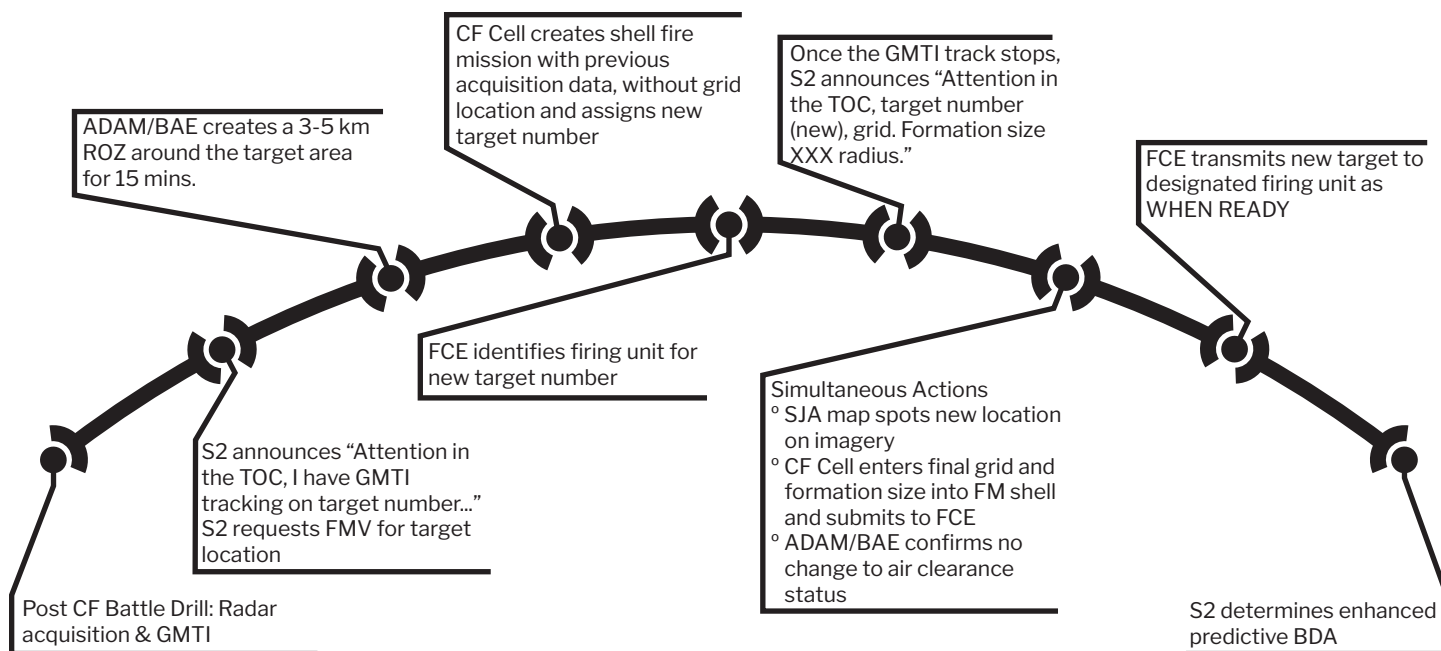 Post CF Battle Drill: Radar
acquisition & GMTI
S2 announces “Attention in
the TOC, I have GMTI
tracking on target number...”
S2 requests FMV for target
location
ADAM/BAE creates a 3-5 km
ROZ around the target area
for 15 mins.
CF Cell creates shell fire
mission with previous
acquisition data, without grid
location and assigns new
target number
FCE identifies firing unit for
new target number
Once the GMTI track stops,
S2 announces “Attention in
the TOC, target number
(new), grid. Formation size
XXX radius.”
Simultaneous Actions
º SJA map spots new location
on imagery
º CF Cell enters final grid and
formation size into FM shell
and submits to FCE
º ADAM/BAE confirms no
change to air clearance
status
FCE transmits new target to
designated firing unit as
WHEN READY
S2 determines enhanced
predictive BDA